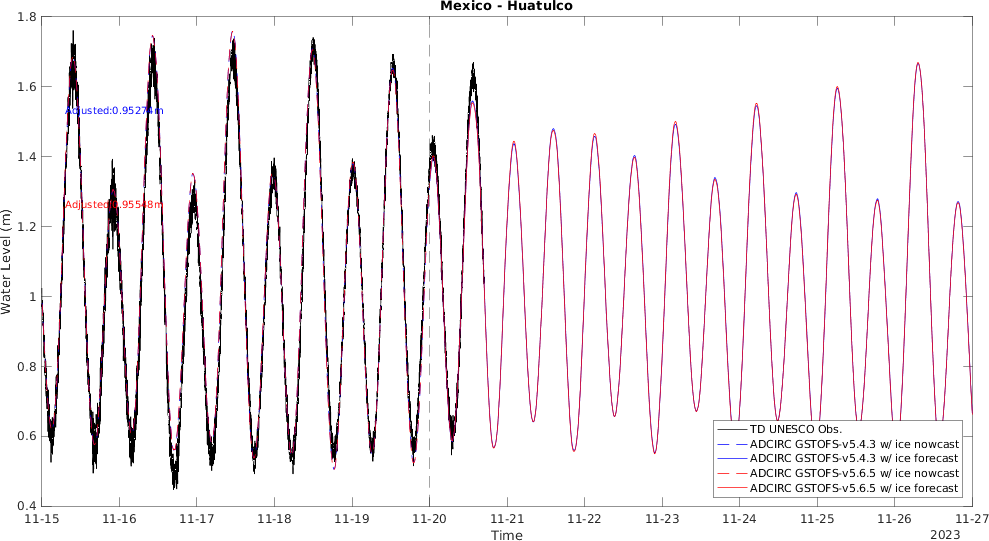 Mexico - Huatulco
1.8
1.6
1.4
1.2
1
0.8
0.6
0.4
Water Level (m)
Adjusted:0.95274m
Adjusted:0.95548m
TD UNESCO Obs.
ADCIRC GSTOFS-v5.4.3 w/ ice nowcast
ADCIRC GSTOFS-v5.4.3 w/ ice forecast
ADCIRC GSTOFS-v5.6.5 w/ ice nowcast
ADCIRC GSTOFS-v5.6.5 w/ ice forecast
11-15 11-16 11-17 11-18 11-19 11-20 11-21 11-22 11-23 11-24 11-25 11-26 11-27
Time
2023